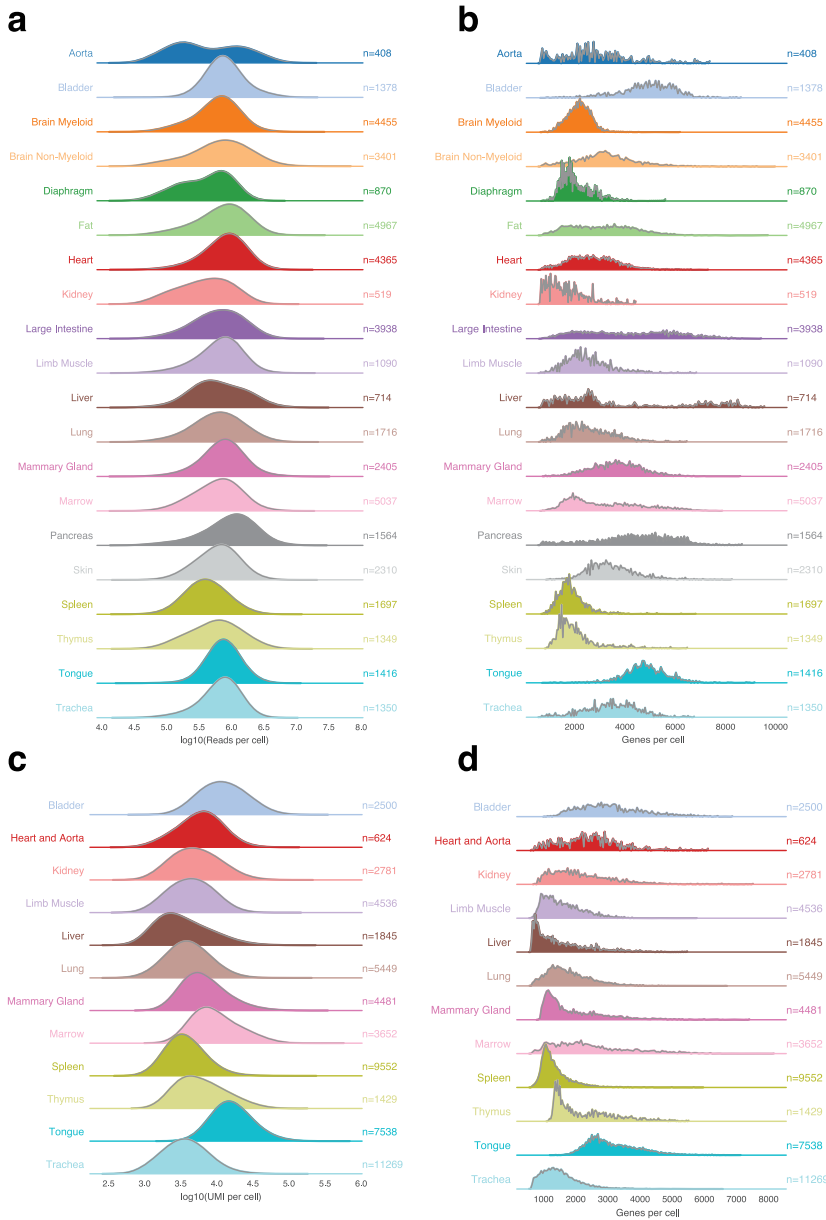 a
Aorta n=408
Bladder n=1378
Brain Myeloid n=4455
Brain Non-Myeloid n=3401
Diaphragm n=870
Fat n=4967
Heart n=4365
Kidney n=519
Large Intestine n=3938
Limb Muscle n=1090
Liver n=714
Lung n=1716
Mammary Gland n=2405
Marrow n=5037
Pancreas n=1564
Skin n=2310
Spleen n=1697
Thymus n=1349
Tongue n=1416
Trachea n=1350
4.0 4.5 5.0 5.5 6.0 6.5 7.0 7.5 8.0
log10(Reads per cell)
b
Aorta n=408
Bladder n=1378
Brain Myeloid n=4455
Brain Non-Myeloid n=3401
Diaphragm n=870
Fat n=4967
Heart n=4365
Kidney n=519
Large Intestine n=3938
Limb Muscle n=1090
Liver n=714
Lung n=1716
Mammary Gland n=2405
Marrow n=5037
Pancreas n=1564
Skin n=2310
Spleen n=1697
Thymus n=1349
Tongue n=1416
Trachea n=1350
2000 4000 6000 8000 10000
Genes per cell
c
Bladder n=2500
Heart and Aorta n=624
Kidney n=2781
Limb Muscle n=4536
Liver n=1845
Lung n=5449
Mammary Gland n=4481
Marrow n=3652
Spleen n=9552
Thymus n=1429
Tongue n=7538
Trachea n=11269
2.5 3.0 3.5 4.0 4.5 5.0 5.5 6.0
log10(UMI per cell)
d
Bladder n=2500
Heart and Aorta n=624
Kidney n=2781
Limb Muscle n=4536
Liver n=1845
Lung n=5449
Mammary Gland n=4481
Marrow n=3652
Spleen n=9552
Thymus n=1429
Tongue n=7538
Trachea n=11269
1000 2000 3000 4000 5000 6000 7000 8000
Genes per cell